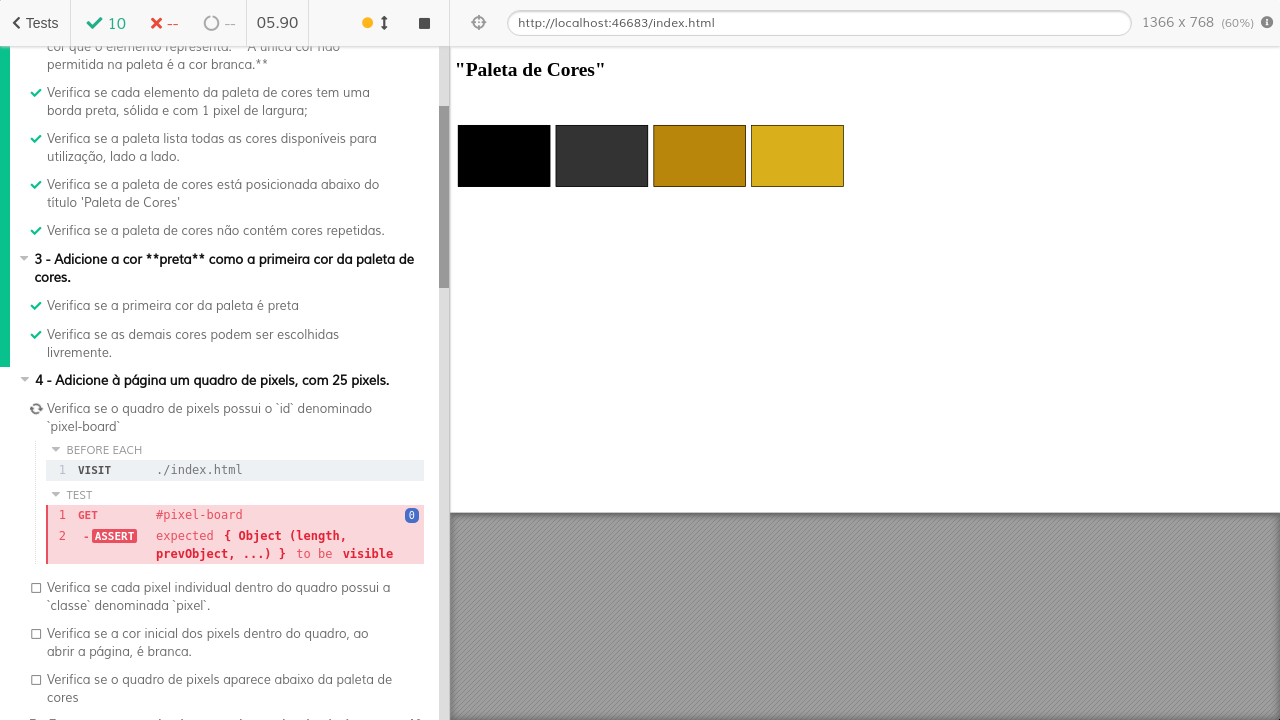 Tests
10
--
--
05.90
http://localhost:46683/index.html
1366 x 768 (60%)
cor que o elemento representa. **A única cor não
permitida na paleta é a cor branca.**
Verifica se cada elemento da paleta de cores tem uma
borda preta, sólida e com 1 pixel de largura;
Verifica se a paleta lista todas as cores disponíveis para
utilização, lado a lado.
Verifica se a paleta de cores está posicionada abaixo do
título 'Paleta de Cores'
Verifica se a paleta de cores não contém cores repetidas.
3 - Adicione a cor **preta** como a primeira cor da paleta de
cores.
Verifica se a primeira cor da paleta é preta
Verifica se as demais cores podem ser escolhidas
livremente.
4 - Adicione à página um quadro de pixels, com 25 pixels.
Verifica se o quadro de pixels possui o `id` denominado
`pixel-board`
BEFORE EACH
1 VISIT ./index.html
TEST
1 GET #pixel-board 0
2 - ASSERT expected { Object (length,
prevObject, ...) } to be visible
Verifica se cada pixel individual dentro do quadro possui a
`classe` denominada `pixel`.
Verifica se a cor inicial dos pixels dentro do quadro, ao
abrir a página, é branca.
Verifica se o quadro de pixels aparece abaixo da paleta de
cores
"Paleta de Cores"